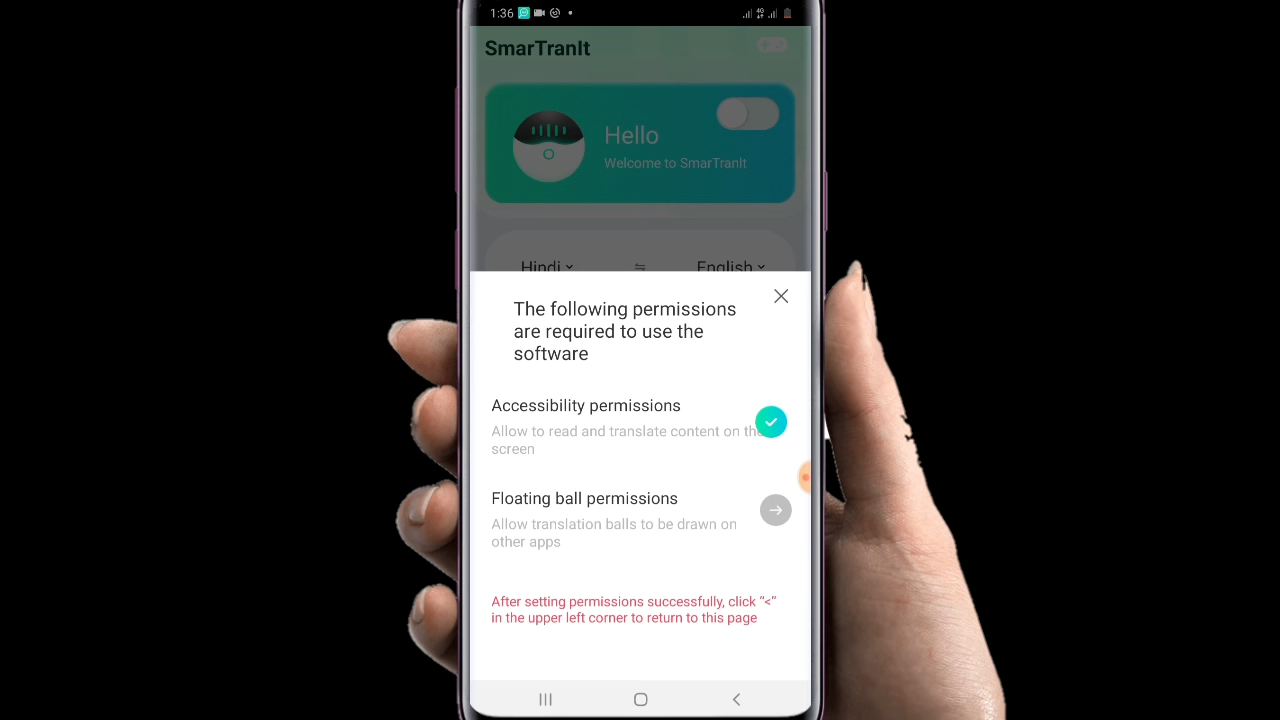 1:36
4G
SmarTranIt
Hello
Welcome to SmarTranIt
Hindi
English
The following permissions
are required to use the
software
Accessibility permissions
Allow to read and translate content on the
screen
Floating ball permissions
Allow translation balls to be drawn on
other apps
After setting permissions successfully, click “<”
in the upper left corner to return to this page